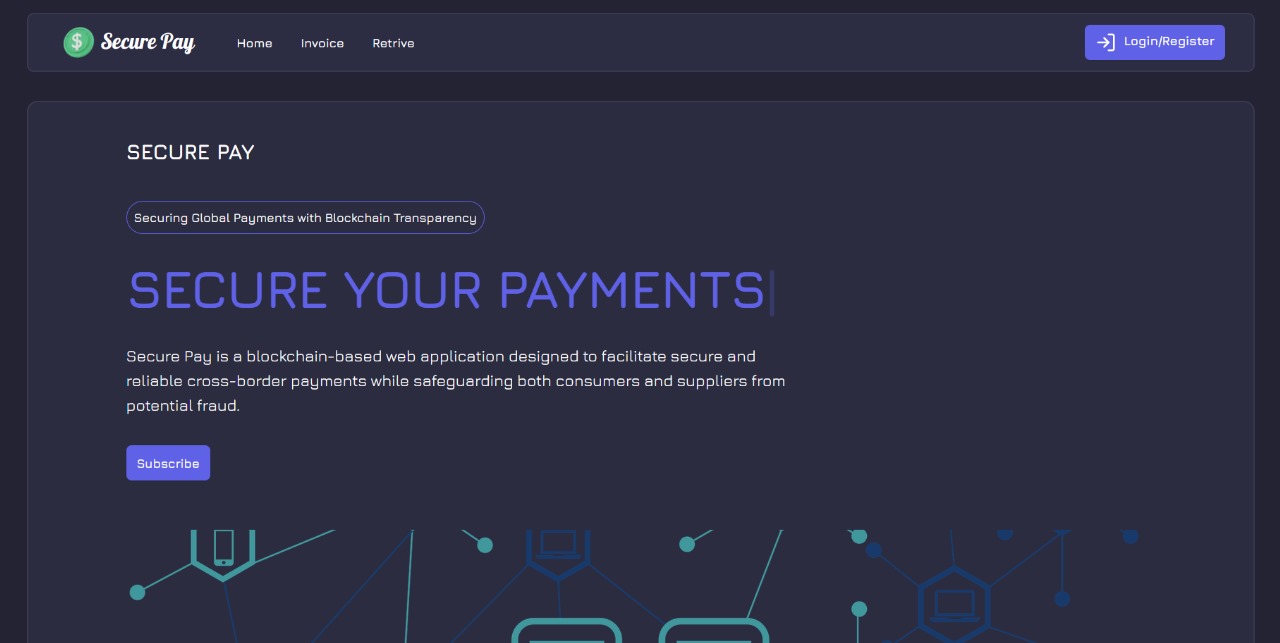 Secure Pay
Home
Invoice
Retrive
Login/Register
SECURE PAY
Securing Global Payments with Blockchain Transparency
SECURE YOUR PAYMENTS
Secure Pay is a blockchain-based web application designed to facilitate secure and
reliable cross-border payments while safeguarding both consumers and suppliers from
potential fraud.
Subscribe